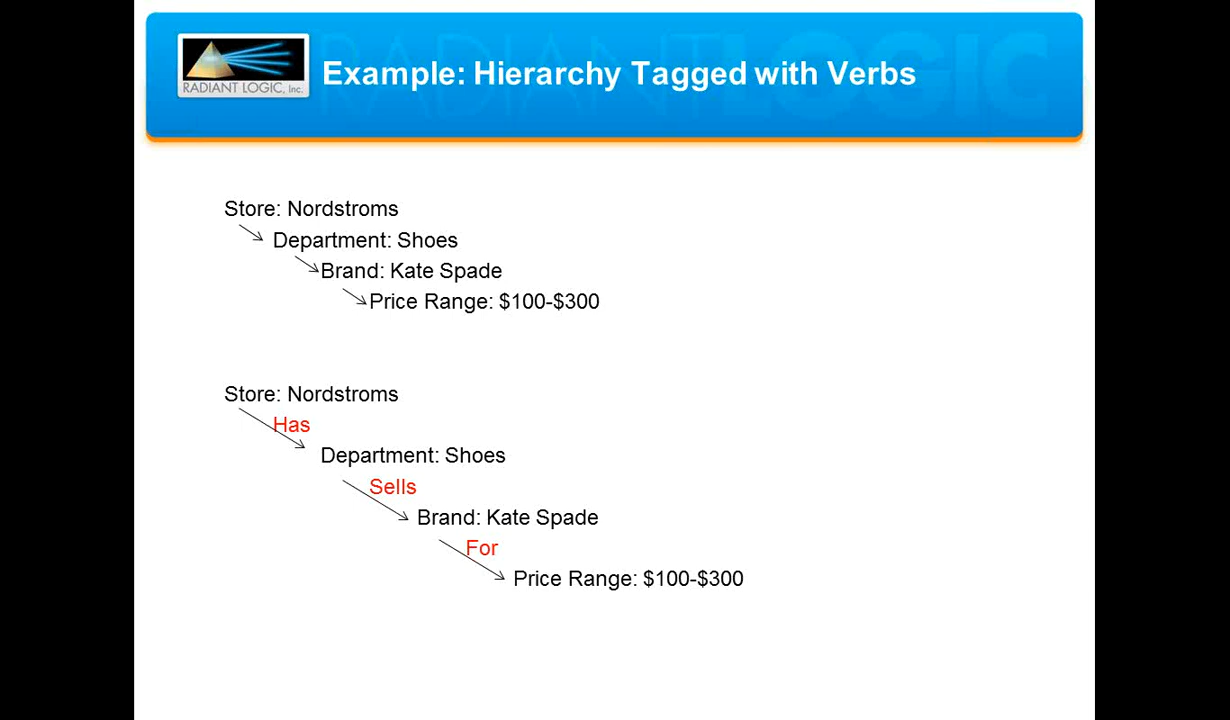 RADIANT LOGIC, Inc.
RADIANTLOGIC
Example: Hierarchy Tagged with Verbs
Store: Nordstroms
Department: Shoes
Brand: Kate Spade
Price Range: $100-$300
Store: Nordstroms
Has
Department: Shoes
Sells
Brand: Kate Spade
For
Price Range: $100-$300